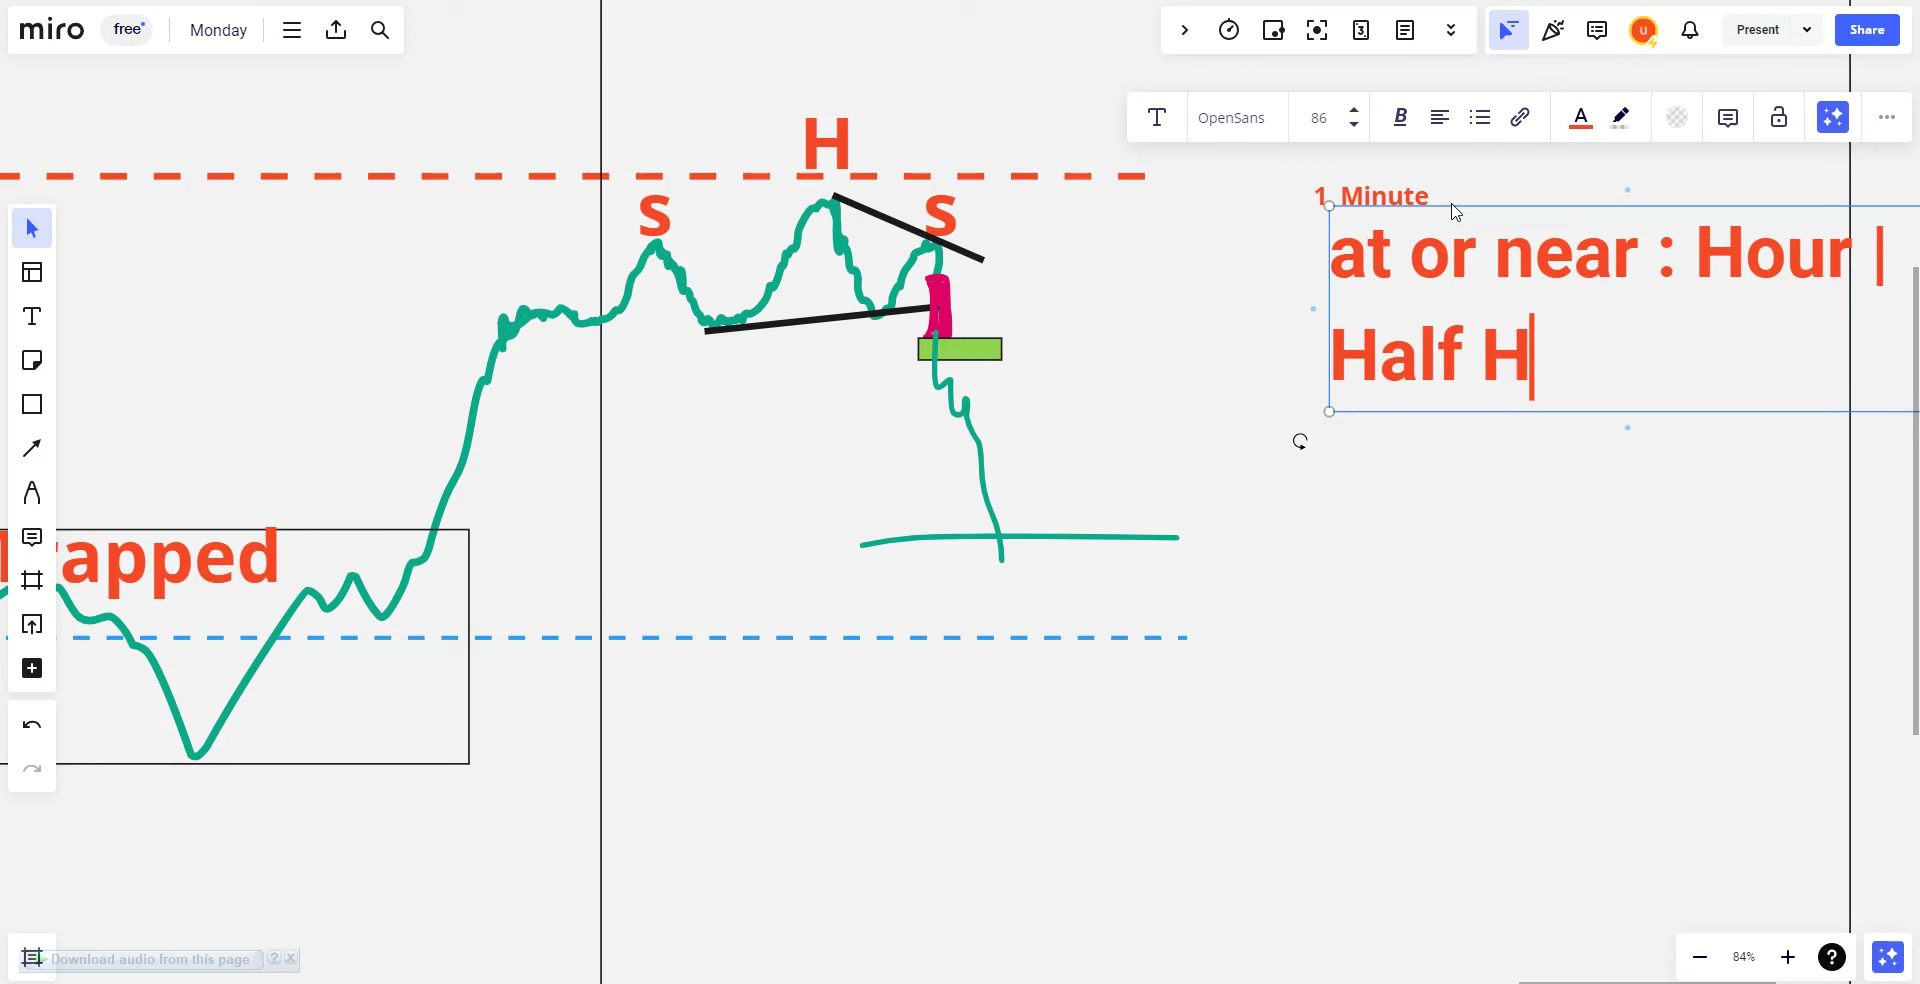 miro
free
Monday
Present
Share
OpenSans
86
B
A
H
S
S
1 Minute
at or near : Hour |
Half H
rapped
Download audio from this page
?
84%
?